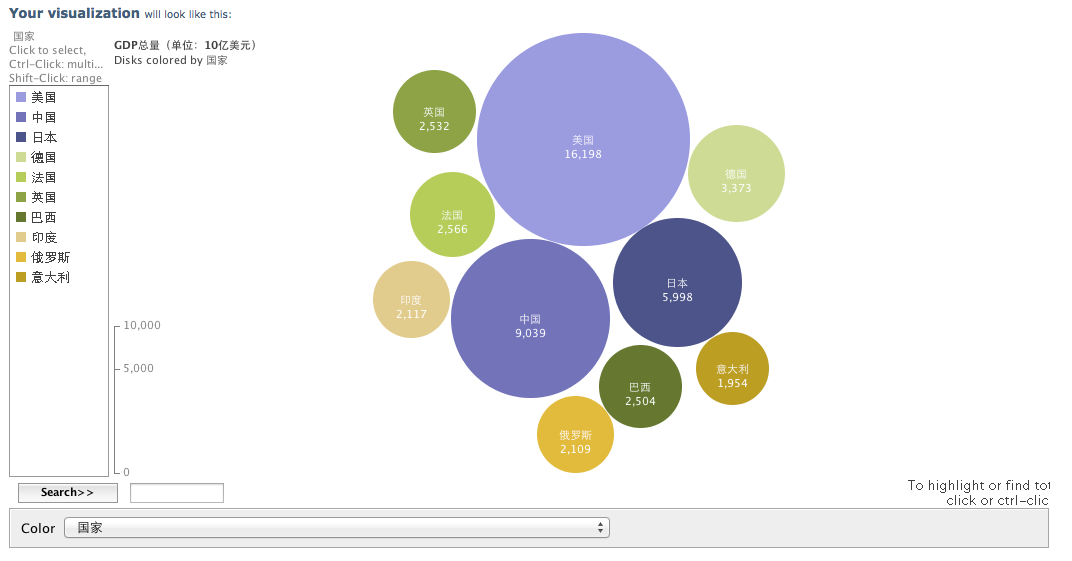 Your visualization will look like this:
国家
Click to select,
Ctrl-Click: multi...
Shift-Click: range
GDP总量（单位：10亿美元）
Disks colored by 国家
美国
中国
日本
德国
法国
英国
巴西
印度
俄罗斯
意大利
10,000
5,000
0
英国
2,532
美国
16,198
德国
3,373
法国
2,566
日本
5,998
印度
2,117
中国
9,039
意大利
1,954
巴西
2,504
俄罗斯
2,109
Search>>
To highlight or find tot
click or ctrl-clic
Color 国家